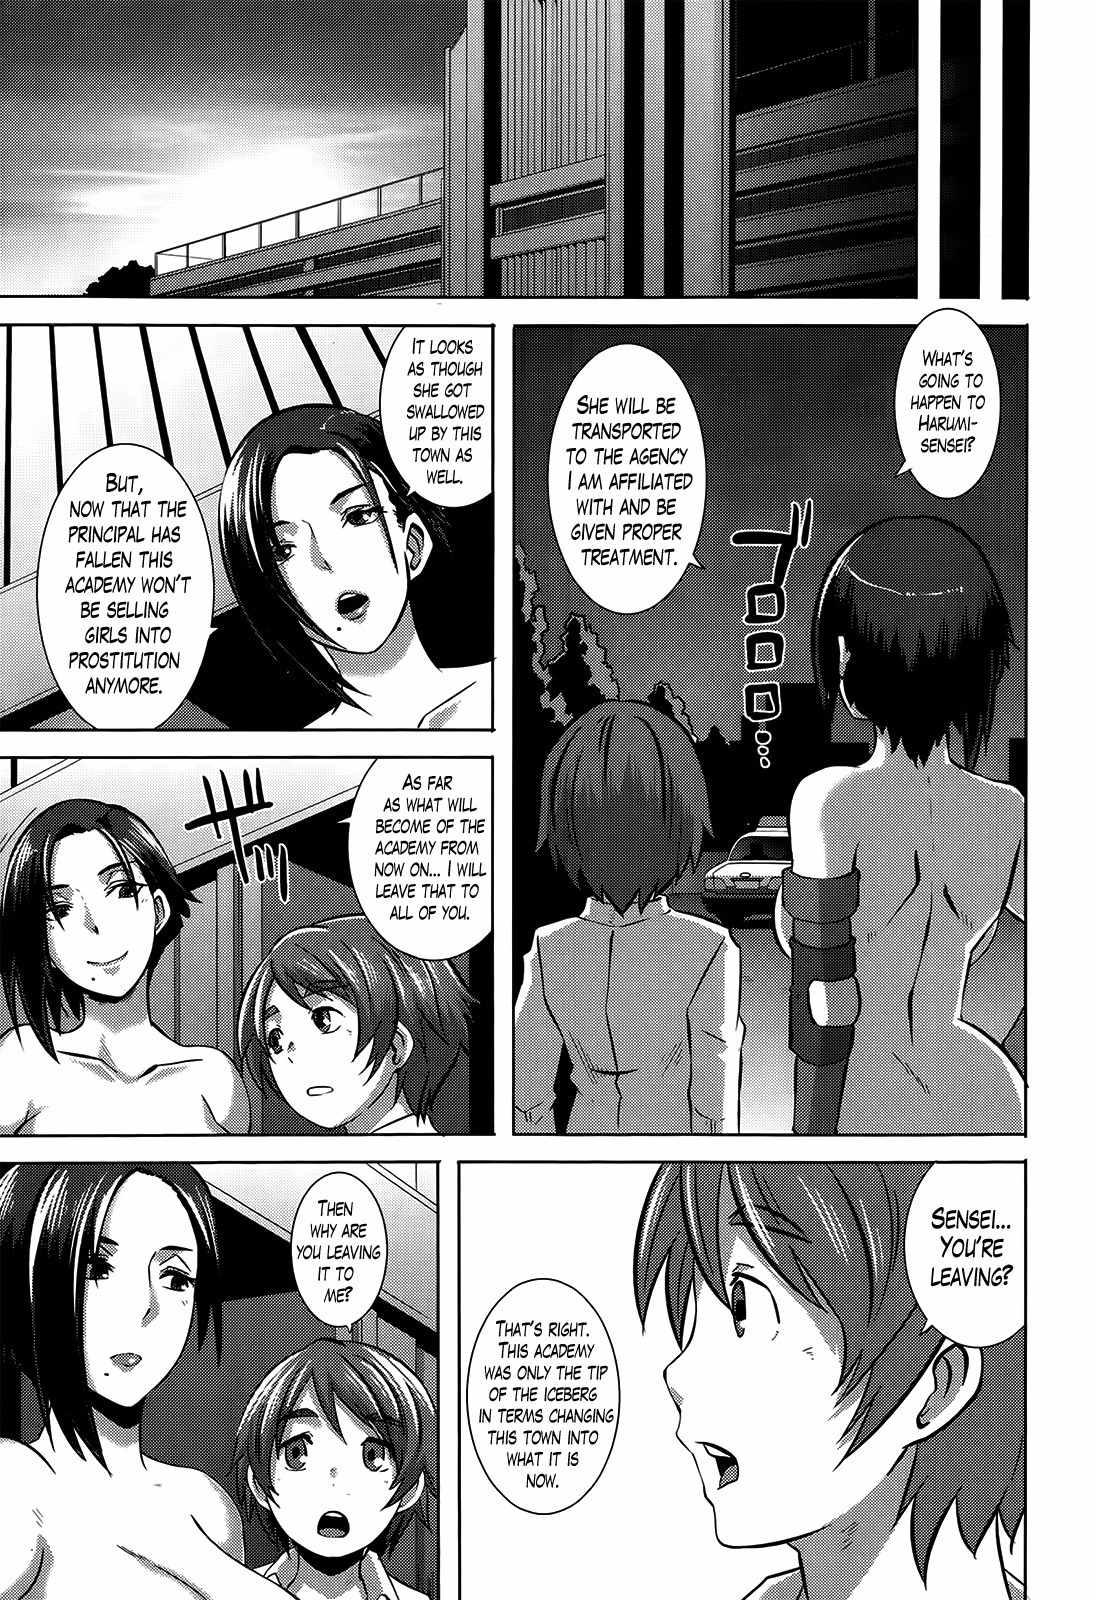 WHAT'S
GOING TO
HAPPEN TO
HARUMI-
SENSEI?
SHE WILL BE
TRANSPORTED
TO THE AGENCY
I AM AFFILIATED
WITH AND BE
GIVEN PROPER
TREATMENT.
ブロロロ...
IT LOOKS
AS THOUGH
SHE GOT
SWALLOWED
UP BY THIS
TOWN AS
WELL.
BUT,
NOW THAT THE
PRINCIPAL HAS
FALLEN THIS
ACADEMY WON'T
BE SELLING
GIRLS INTO
PROSTITUTION
ANYMORE.
AS FAR
AS WHAT WILL
BECOME OF THE
ACADEMY FROM
NOW ON... I WILL
LEAVE THAT TO
ALL OF YOU.
SENSEI...
YOU'RE
LEAVING?
THAT'S RIGHT.
THIS ACADEMY
WAS ONLY THE TIP
OF THE ICEBERG
IN TERMS CHANGING
THIS TOWN INTO
WHAT IT IS
NOW.
THEN
WHY ARE
YOU LEAVING
IT TO
ME?